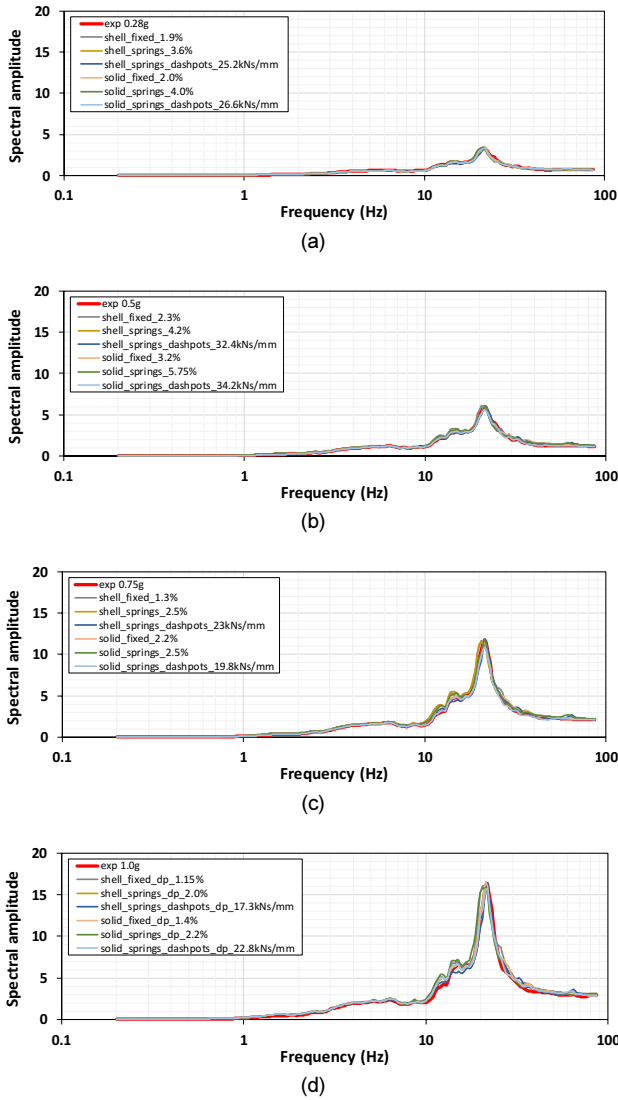 20
15
10
5
0
Spectral amplitude
exp 0.28g
shell_fixed_1.9%
shell_springs_3.6%
shell_springs_dashpots_25.2kNs/mm
solid_fixed_2.0%
solid_springs_4.0%
solid_springs_dashpots_26.6kNs/mm
0.1 1 10 100
Frequency (Hz)
(a)
20
15
10
5
0
Spectral amplitude
exp 0.5g
shell_fixed_2.3%
shell_springs_4.2%
shell_springs_dashpots_32.4kNs/mm
solid_fixed_3.2%
solid_springs_5.75%
solid_springs_dashpots_34.2kNs/mm
0.1 1 10 100
Frequency (Hz)
(b)
20
15
10
5
0
Spectral amplitude
exp 0.75g
shell_fixed_1.3%
shell_springs_2.5%
shell_springs_dashpots_23kNs/mm
solid_fixed_2.2%
solid_springs_2.5%
solid_springs_dashpots_19.8kNs/mm
0.1 1 10 100
Frequency (Hz)
(c)
20
15
10
5
0
Spectral amplitude
exp 1.0g
shell_fixed_dp_1.15%
shell_springs_dp_2.0%
shell_springs_dashpots_dp_17.3kNs/mm
solid_fixed_dp_1.4%
solid_springs_dp_2.2%
solid_springs_dashpots_dp_22.8kNs/mm
0.1 1 10 100
Frequency (Hz)
(d)